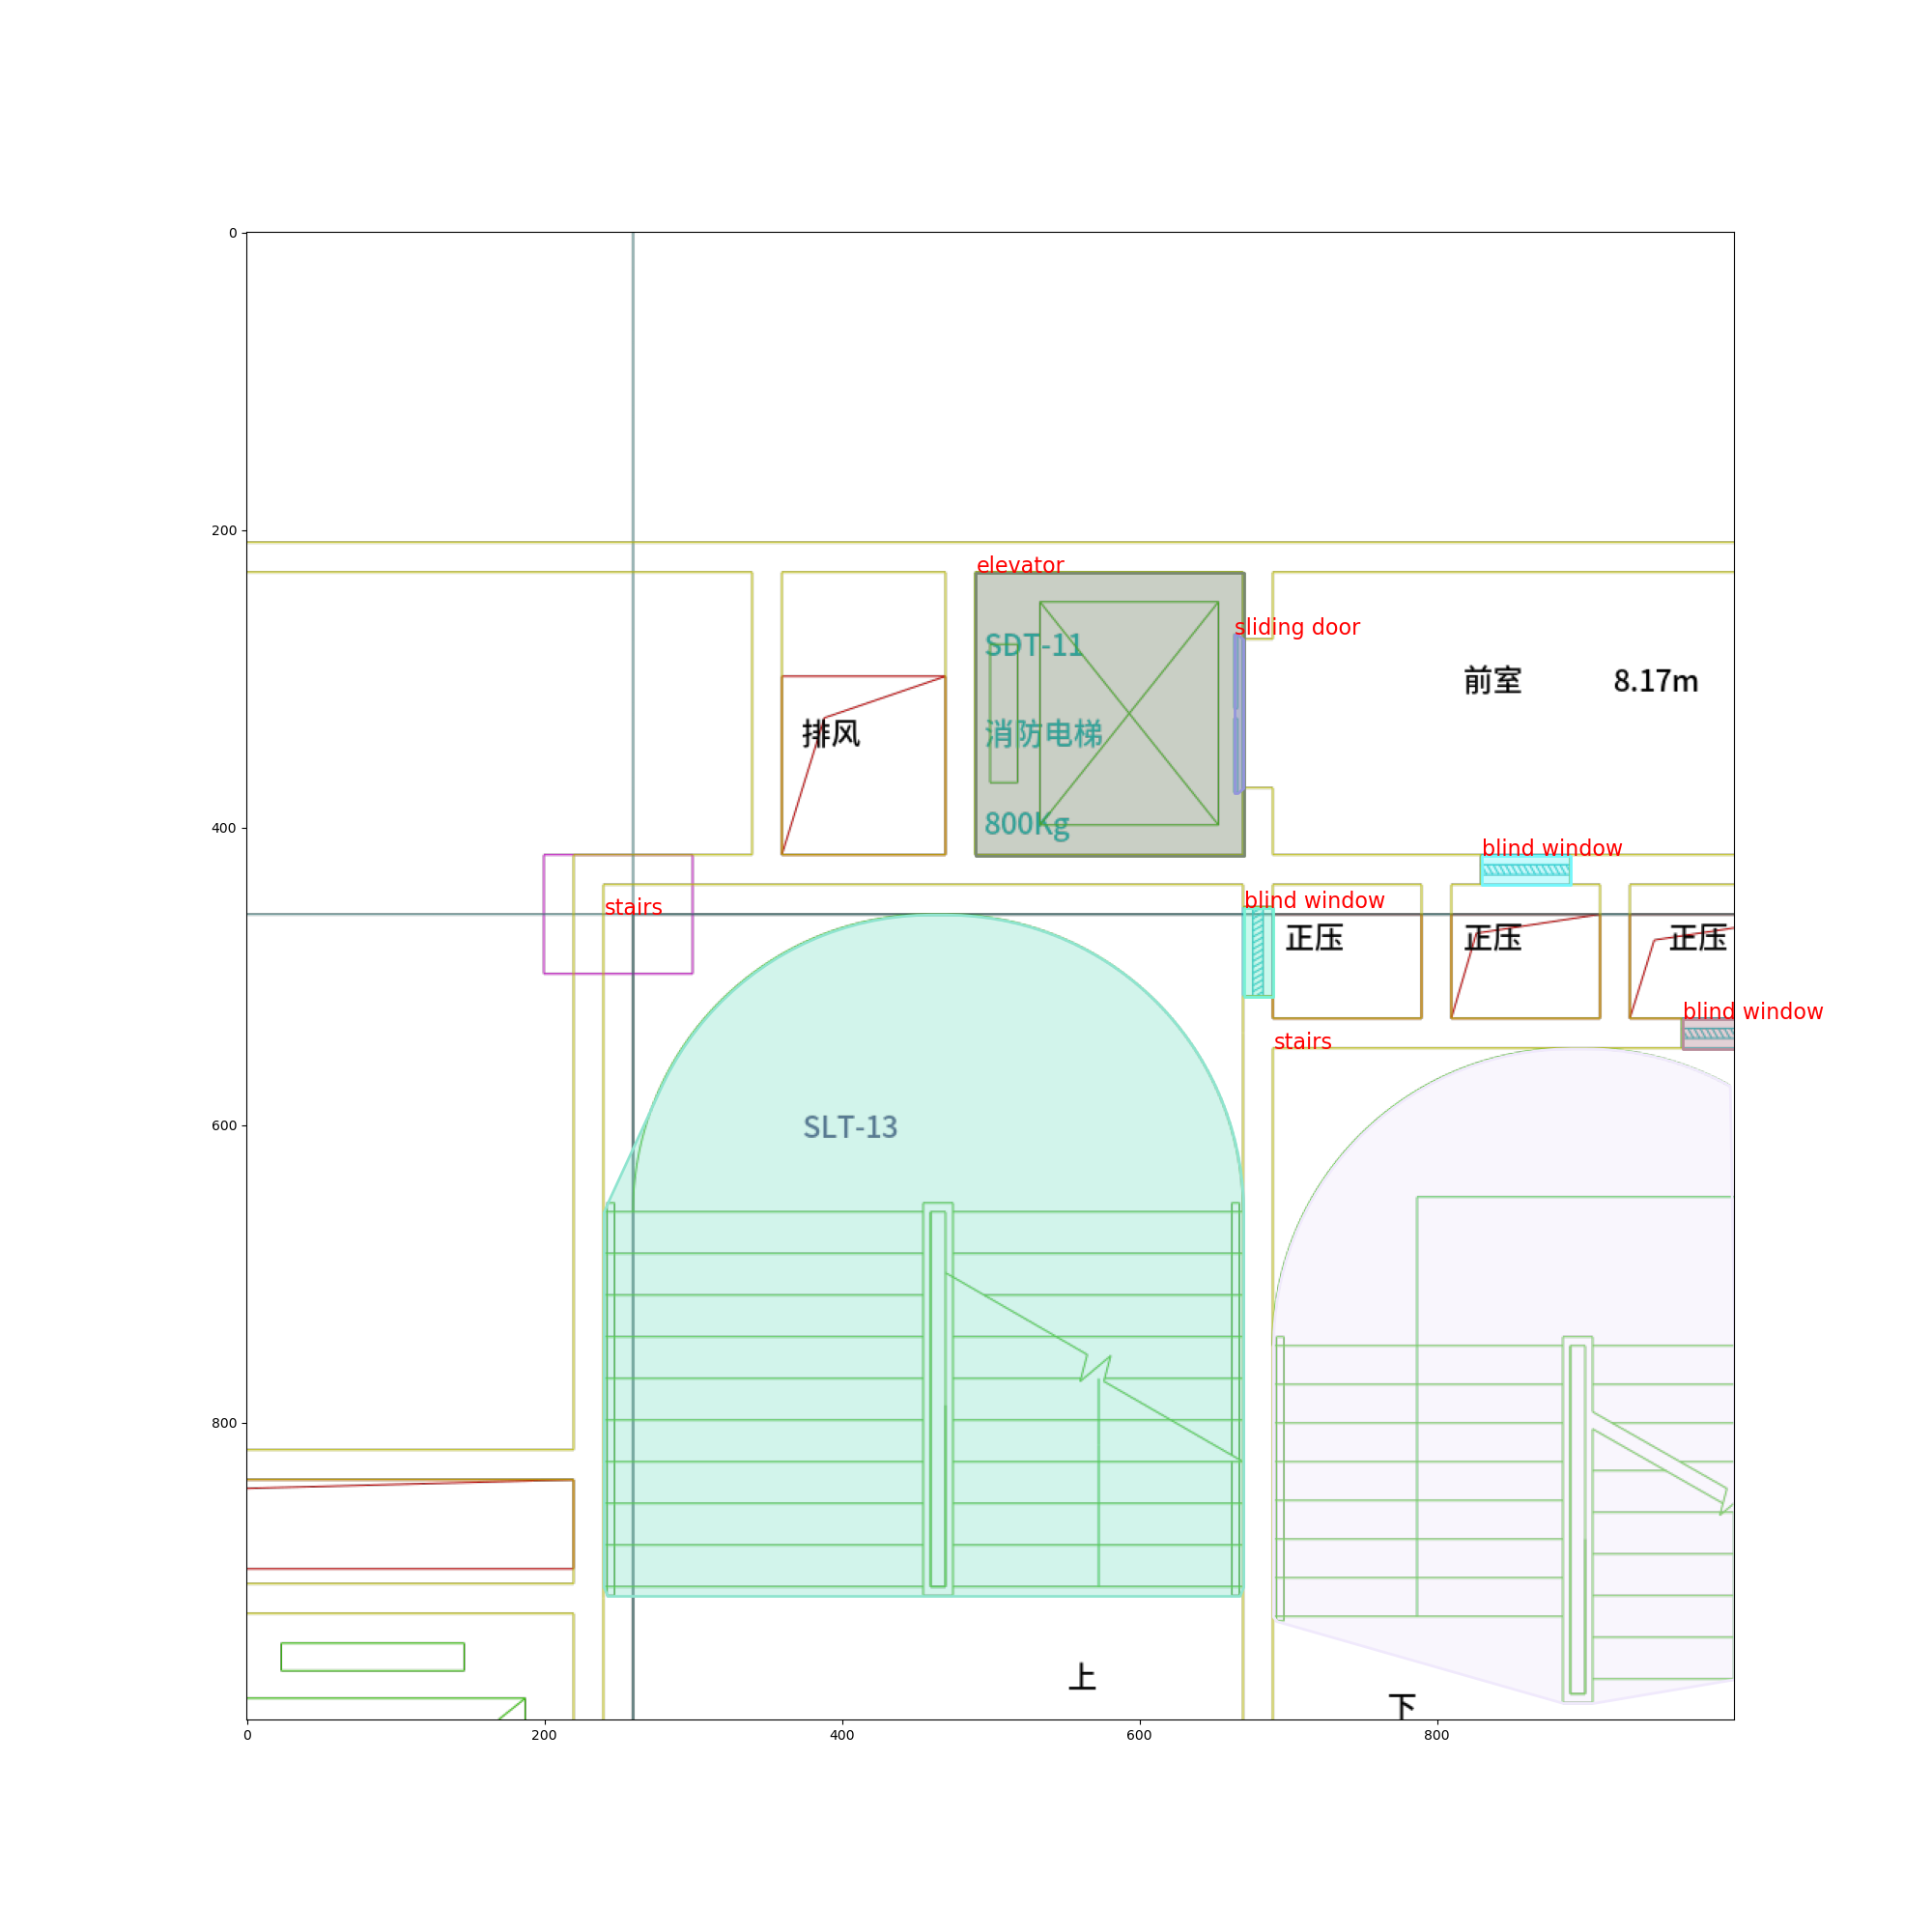 0
200
elevator
sliding door
SDT-11
前室 8.17m
排风
消防电梯
400
800Kg
blind window
stairs
blind window
正压
正压
正压
blind window
stairs
600
SLT-13
800
上
下
0 200 400 600 800